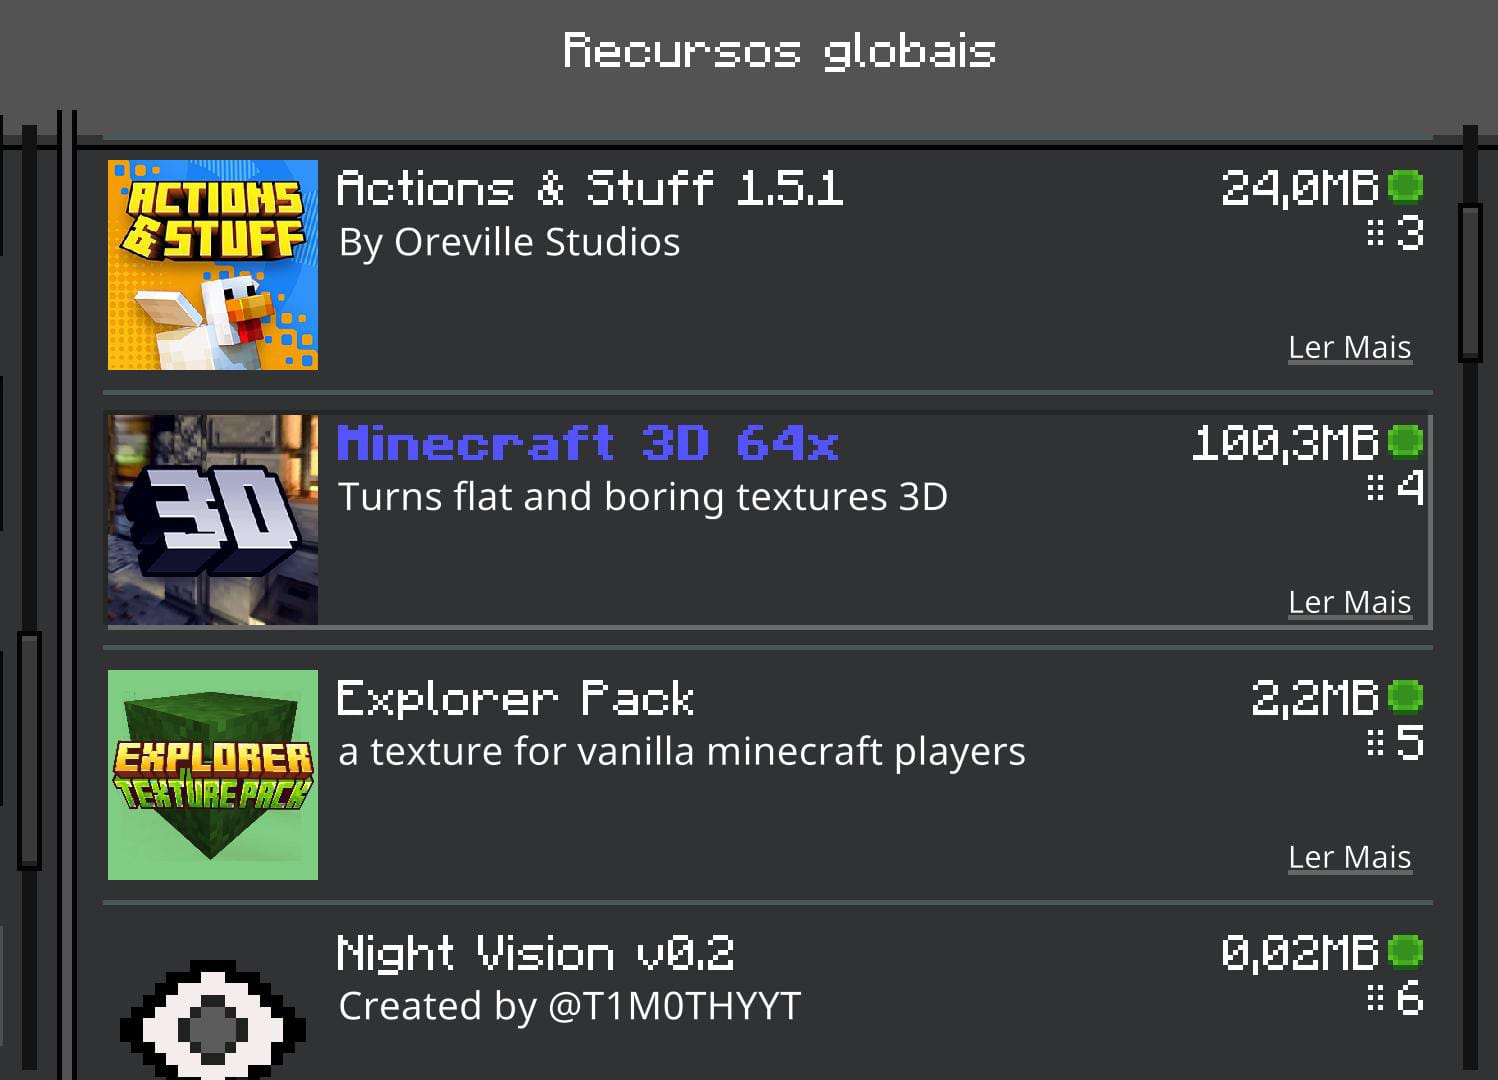 Recursos globais
ACTIONS
& STUFF
Actions & Stuff 1.5.1
24,0MB
By Oreville Studios
3
Ler Mais
3D
Minecraft 3D 64x
100,3MB
Turns flat and boring textures 3D
4
Ler Mais
EXPLORER
TEXTURE PACK
Explorer Pack
2,2MB
a texture for vanilla minecraft players
5
Ler Mais
Night Vision v0.2
0,02MB
Created by @T1M0THYYT
6